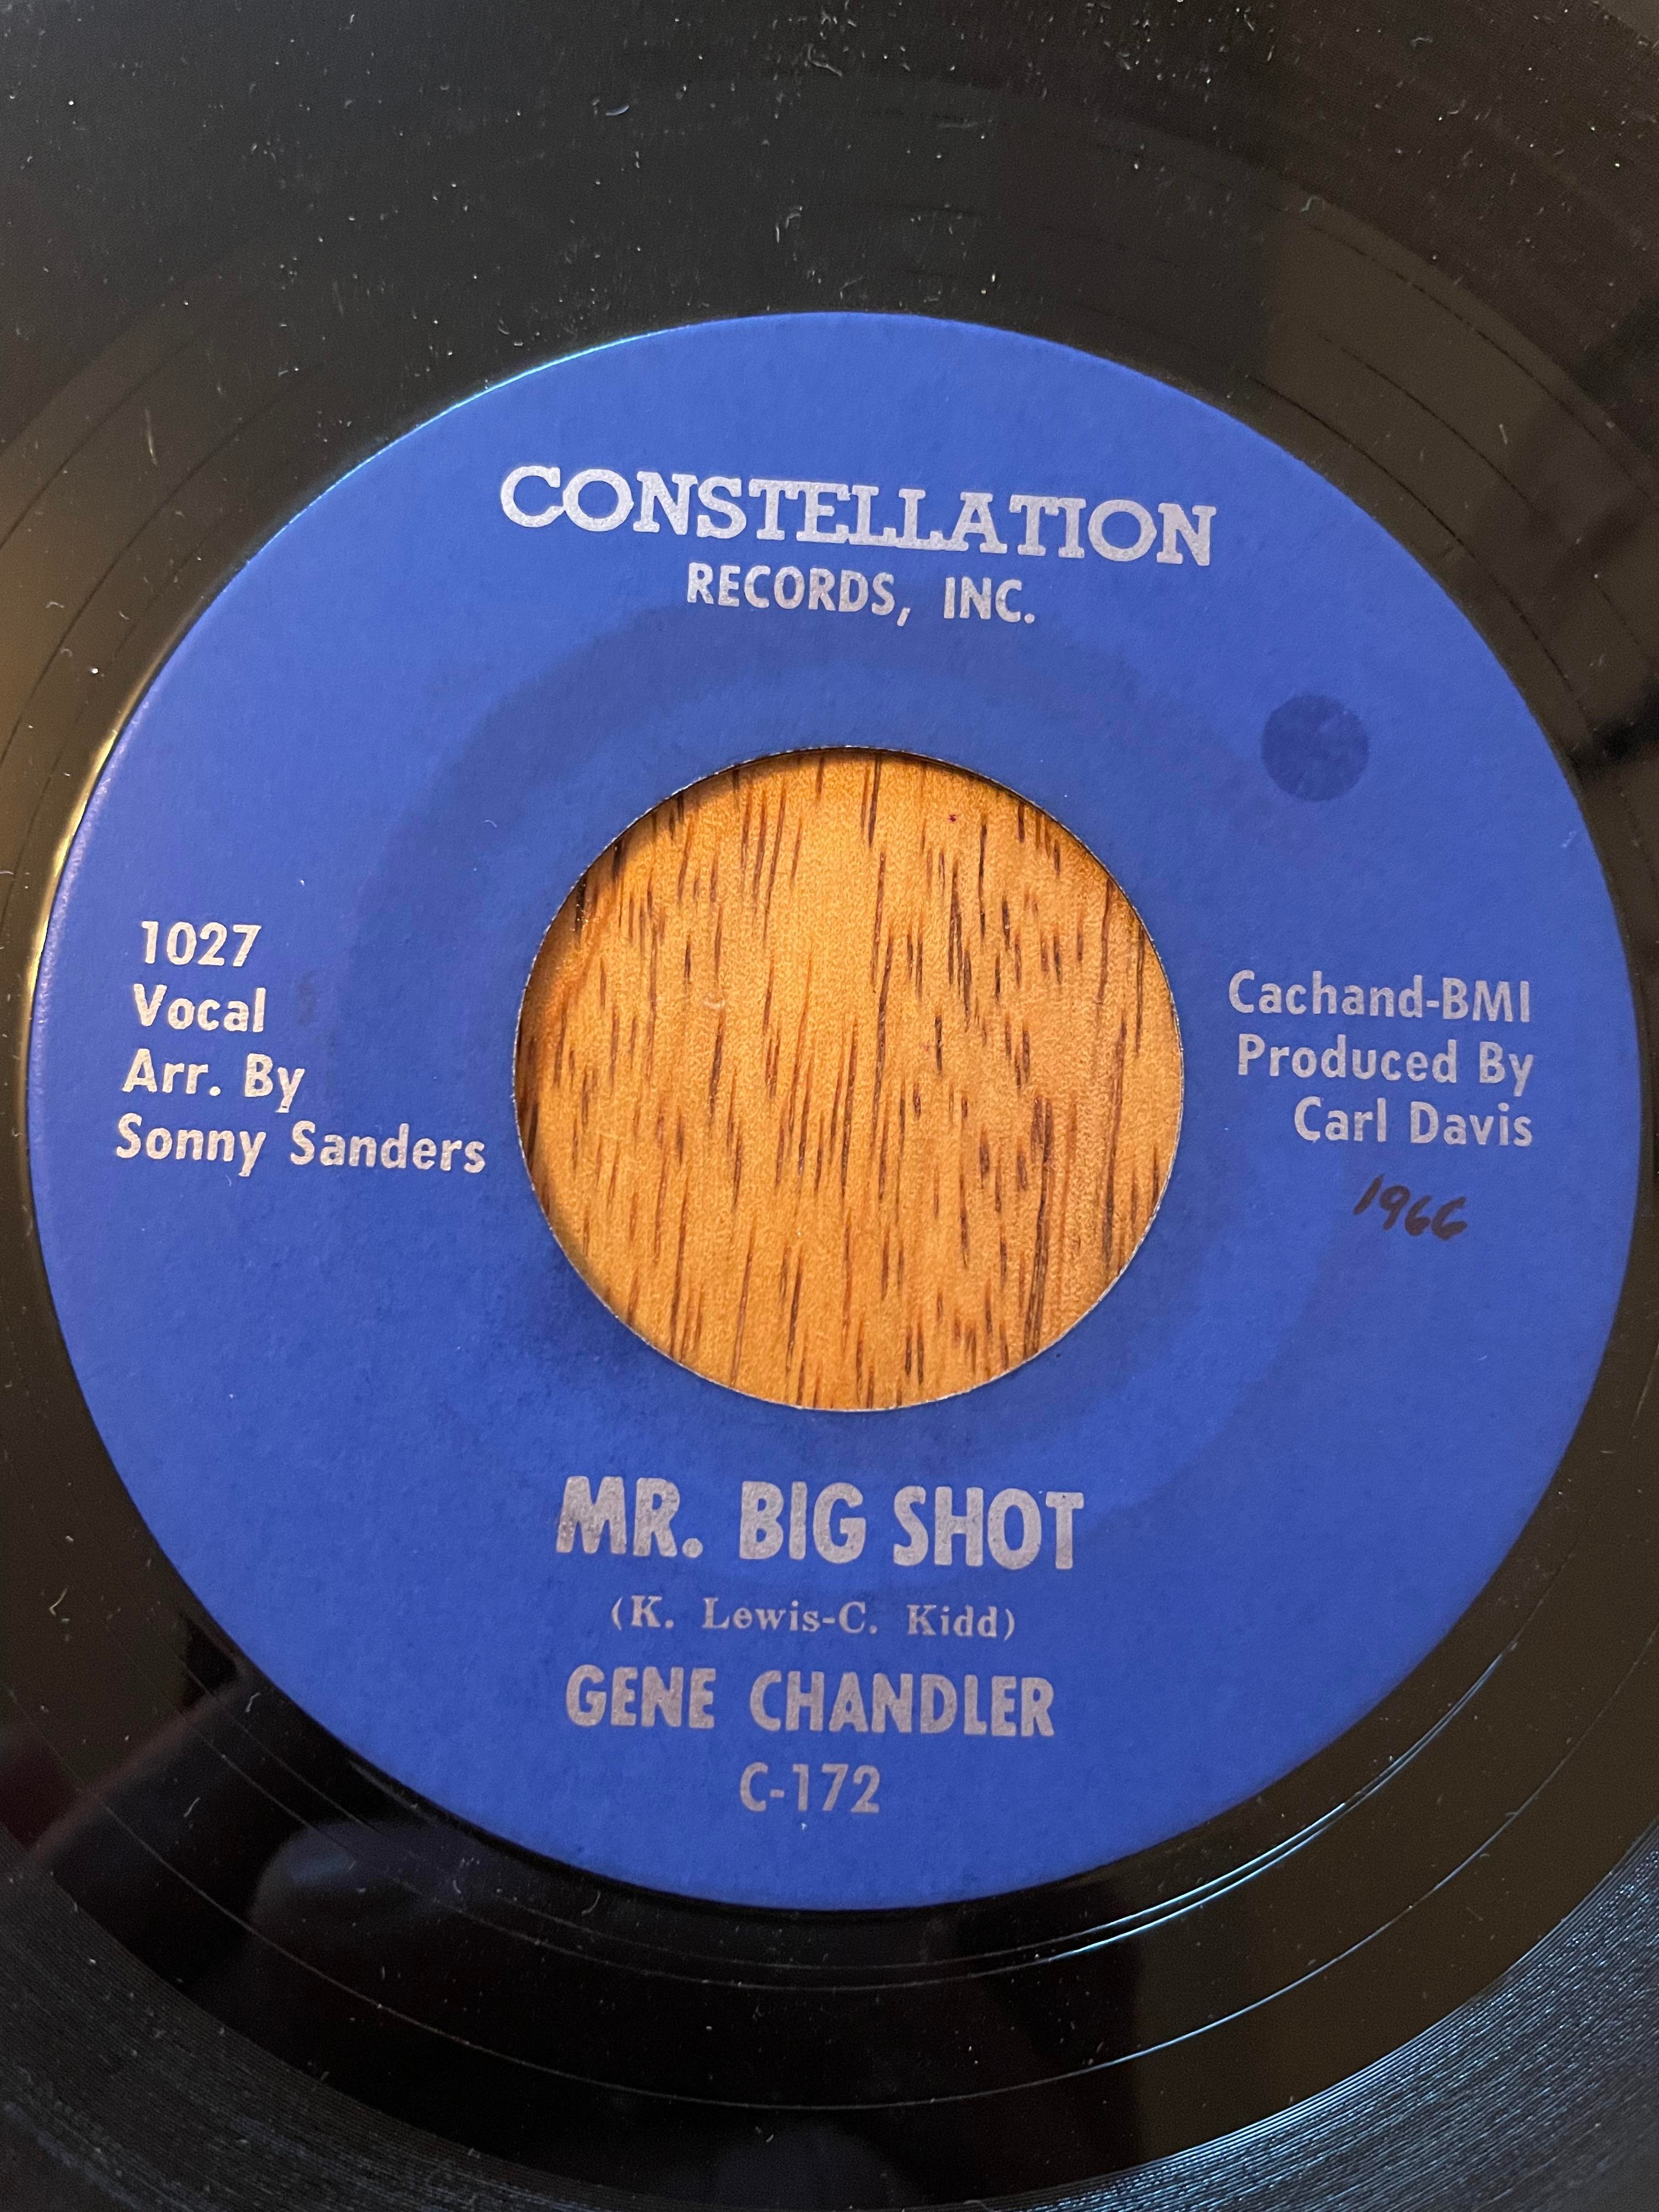 CONSTELLATION
RECORDS, INC.
1027
Vocal
Arr. By
Sonny Sanders
Cachand-BMI
Produced By
Carl Davis
1966
MR. BIG SHOT
(K. Lewis-C. Kidd)
GENE CHANDLER
C-172